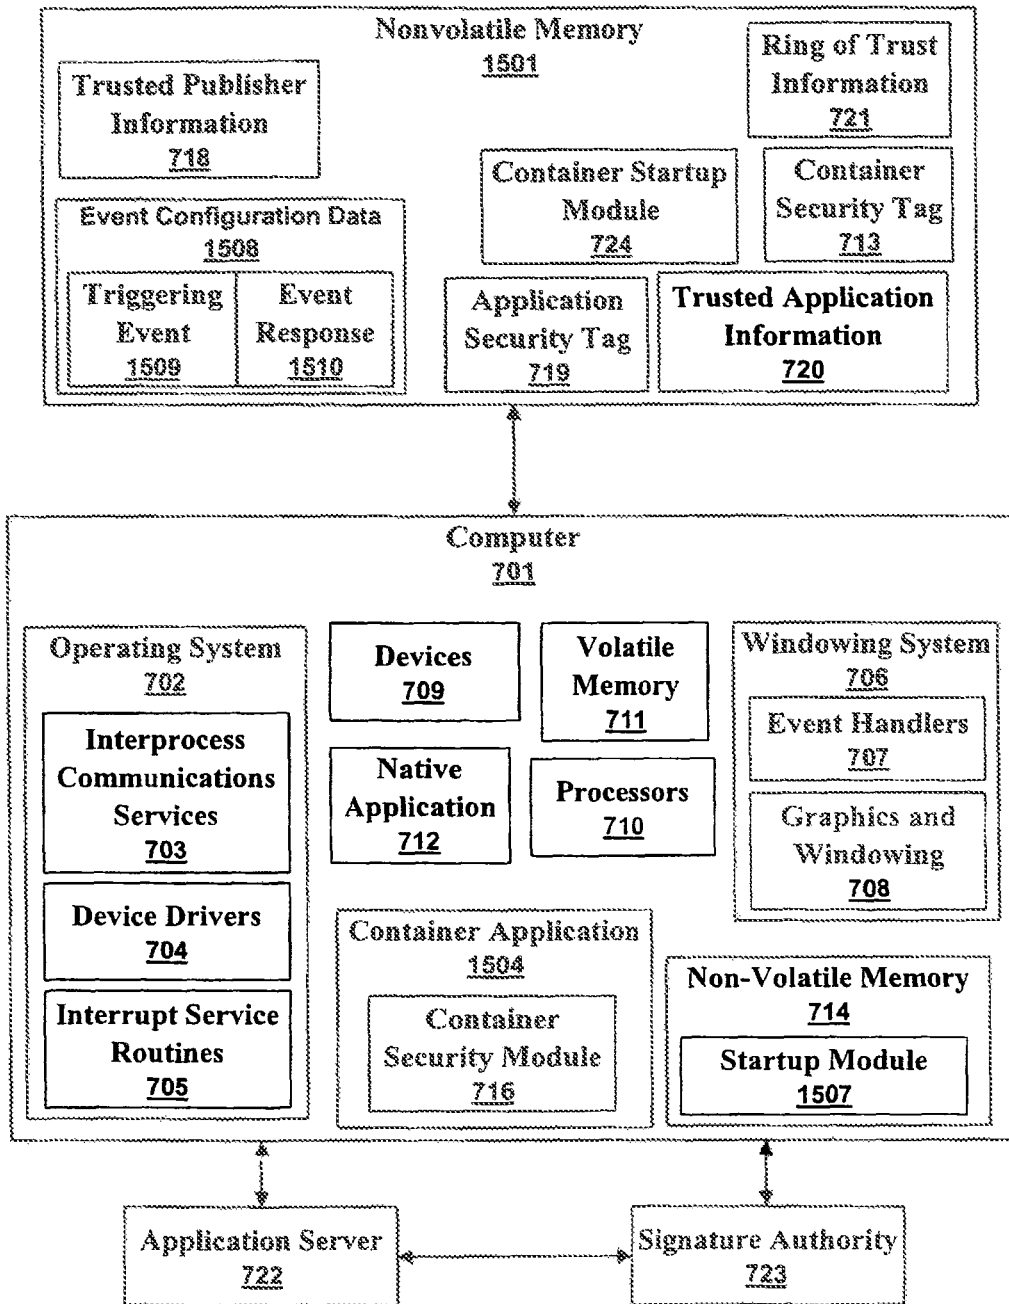 Nonvolatile Memory
1501
Trusted Publisher
Information
718
Ring of Trust
Information
721
Container Startup
Module
724
Container
Security Tag
713
Event Configuration Data
1508
Triggering
Event
1509
Event
Response
1510
Application
Security Tag
719
Trusted Application
Information
720
Computer
701
Operating System
702
Interprocess
Communications
Services
703
Device Drivers
704
Interrupt Service
Routines
705
Devices
709
Volatile
Memory
711
Native
Application
712
Processors
710
Windowing System
706
Event Handlers
707
Graphics and
Windowing
708
Container Application
1504
Container
Security Module
716
Non-Volatile Memory
714
Startup Module
1507
Application Server
722
Signature Authority
723